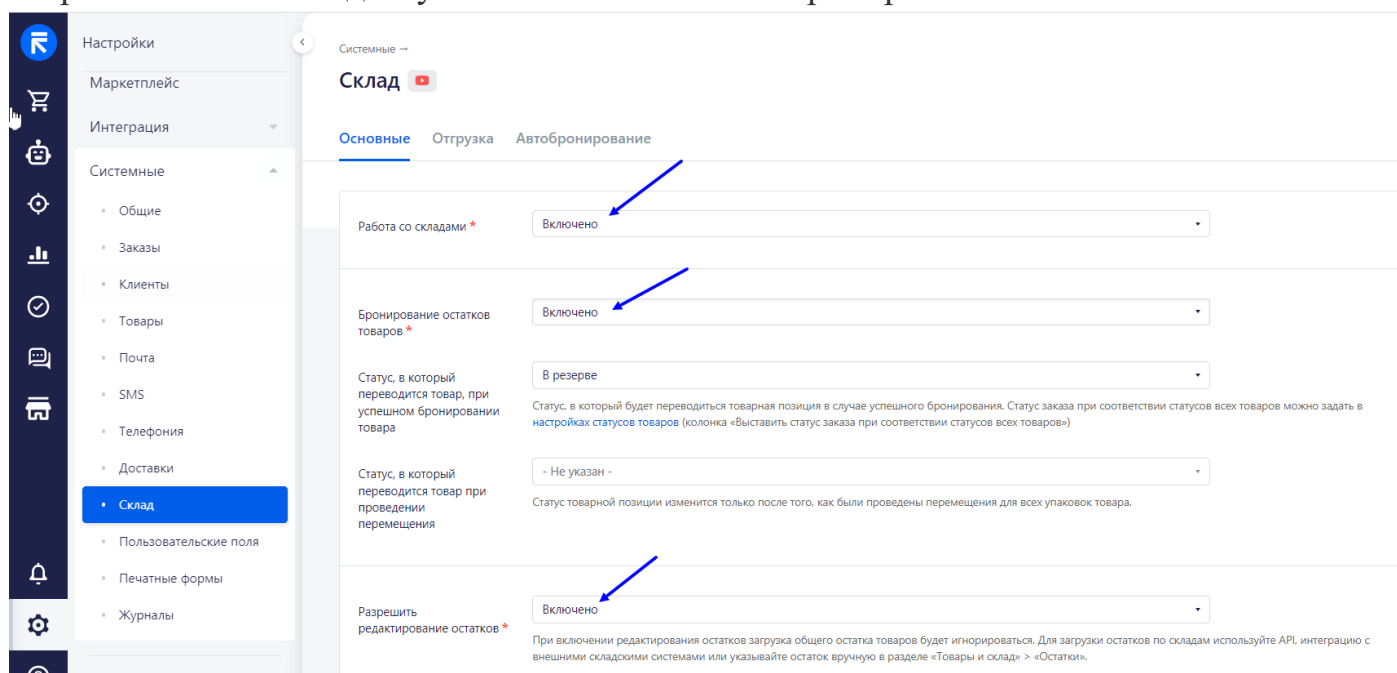 Настройки
Маркетплейс
Интеграция
Системные
Общие
Заказы
Клиенты
Товары
Почта
SMS
Телефония
Доставки
Склад
Пользовательские поля
Печатные формы
Журналы
Системные →
Склад
Основные Отгрузка Автобронирование
Работа со складами *
Включено
Бронирование остатков
товаров *
Включено
Статус, в который
переводится товар, при
успешном бронировании
товара
В резерве
Статус, в который будет переводиться товарная позиция в случае успешного бронирования. Статус заказа при соответствии статусов всех товаров можно задать в
настройках статусов товаров (колонка «Выставить статус заказа при соответствии статусов всех товаров»)
Статус, в который
переводится товар при
проведении
перемещения
- Не указан -
Статус товарной позиции изменится только после того, как были проведены перемещения для всех упаковок товара.
Разрешить
редактирование остатков *
Включено
При включении редактирования остатков загрузка общего остатка товаров будет игнорироваться. Для загрузки остатков по складам используйте API, интеграцию с
внешними складскими системами или указывайте остаток вручную в разделе «Товары и склад» > «Остатки».